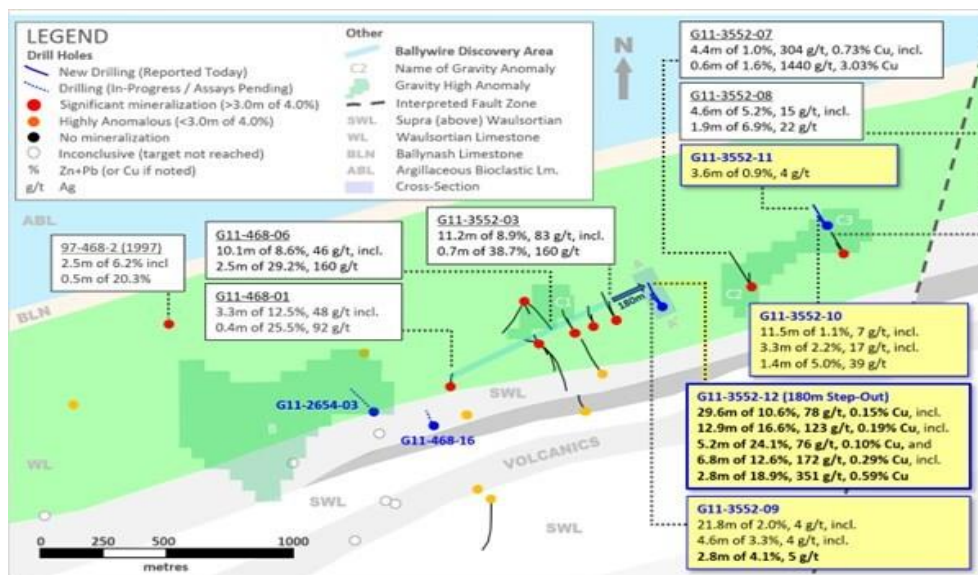 LEGEND
Drill Holes
New Drilling (Reported Today)
Drilling (In-Progress / Assays Pending)
Significant mineralization (>3.0m of 4.0%)
Highly Anomalous (<3.0m of 4.0%)
No mineralization
Inconclusive (target not reached)
% Zn+Pb (or Cu if noted)
g/t Ag
Other
Ballywire Discovery Area
C2 Name of Gravity Anomaly
Gravity High Anomaly
Interpreted Fault Zone
SWL Supra (above) Waulsortian
WL Waulsortian Limestone
BLN Ballynash Limestone
ABL Argillaceous Bioclastic Lm.
Cross-Section
N
G11-3552-07
4.4m of 1.0%, 304 g/t, 0.73% Cu, incl.
0.6m of 1.6%, 1440 g/t, 3.03% Cu
G11-3552-08
4.6m of 5.2%, 15 g/t, incl.
1.9m of 6.9%, 22 g/t
G11-3552-11
3.6m of 0.9%, 4 g/t
ABL
97-468-2 (1997)
2.5m of 6.2% incl
0.5m of 20.3%
G11-468-06
10.1m of 8.6%, 46 g/t, incl.
2.5m of 29.2%, 160 g/t
G11-468-01
3.3m of 12.5%, 48 g/t incl.
0.4m of 25.5%, 92 g/t
G11-3552-03
11.2m of 8.9%, 83 g/t, incl.
0.7m of 38.7%, 160 g/t
C3
C2
C1
180m
BLN
G11-3552-10
11.5m of 1.1%, 7 g/t, incl.
3.3m of 2.2%, 17 g/t, incl.
1.4m of 5.0%, 39 g/t
SWL
SWL
G11-2654-03
B
G11-468-16
G11-3552-12 (180m Step-Out)
29.6m of 10.6%, 78 g/t, 0.15% Cu, incl.
12.9m of 16.6%, 123 g/t, 0.19% Cu, incl.
5.2m of 24.1%, 76 g/t, 0.10% Cu, and
6.8m of 12.6%, 172 g/t, 0.29% Cu, incl.
2.8m of 18.9%, 351 g/t, 0.59% Cu
WL
VOLCANICS
SWL
SWL
G11-3552-09
21.8m of 2.0%, 4 g/t, incl.
4.6m of 3.3%, 4 g/t, incl.
2.8m of 4.1%, 5 g/t
0 500 1000
metres